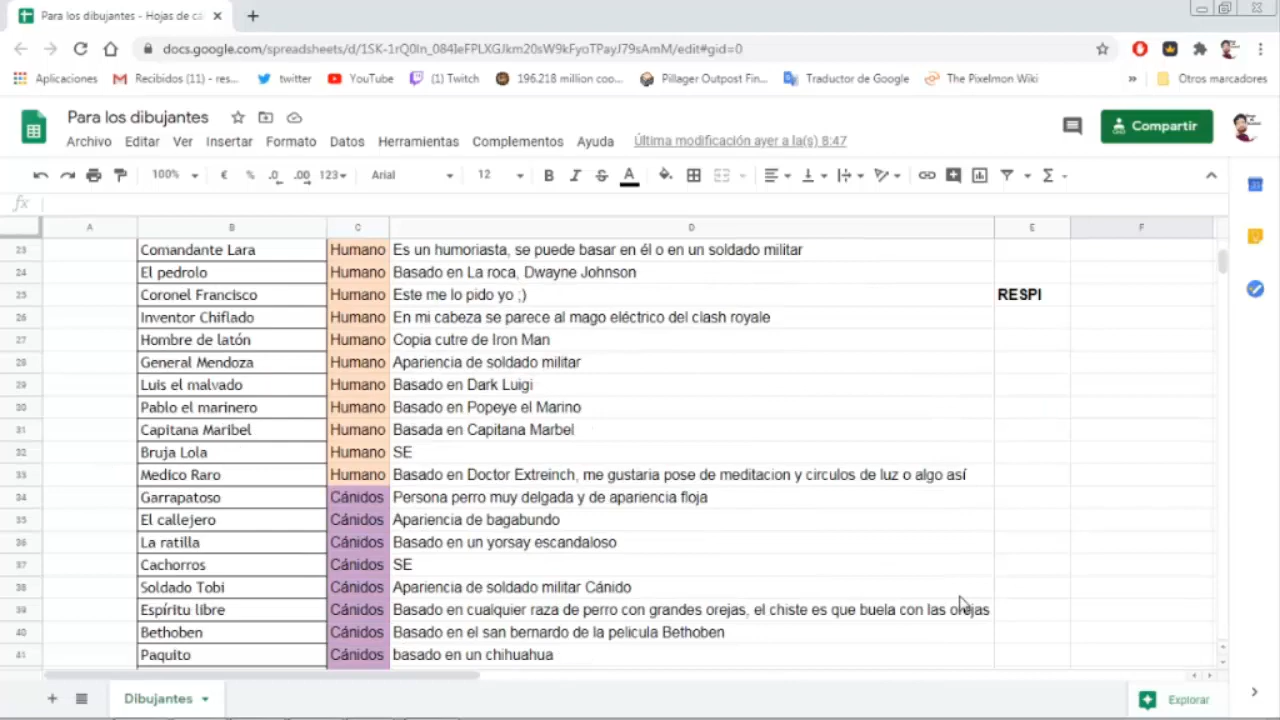 Para los dibujantes - Hojas de cá
docs.google.com/spreadsheets/d/1SK-1rQ0In_084IeFPLXGJkm20sW9kFyoTPayJ79sAmM/edit#gid=0
Aplicaciones Recibidos (11) - res... twitter YouTube (1) Twitch 196.218 million coo... Pillager Outpost Fin... Traductor de Google The Pixelmon Wiki » Otros marcadores
Para los dibujantes
Archivo Editar Ver Insertar Formato Datos Herramientas Complementos Ayuda Última modificación ayer a la(s) 8:47
Compartir
100% € % .0 .00 123 Arial 12 B I S A Σ
fx
A B C D E F
23 Comandante Lara Humano Es un humoriasta, se puede basar en él o en un soldado militar
24 El pedrolo Humano Basado en La roca, Dwayne Johnson
25 Coronel Francisco Humano Este me lo pido yo ;) RESPI
26 Inventor Chiflado Humano En mi cabeza se parece al mago eléctrico del clash royale
27 Hombre de latón Humano Copia cutre de Iron Man
28 General Mendoza Humano Apariencia de soldado militar
29 Luis el malvado Humano Basado en Dark Luigi
30 Pablo el marinero Humano Basado en Popeye el Marino
31 Capitana Maribel Humano Basada en Capitana Marbel
32 Bruja Lola Humano SE
33 Medico Raro Humano Basado en Doctor Extreinch, me gustaria pose de meditacion y circulos de luz o algo así
34 Garrapatoso Cánidos Persona perro muy delgada y de apariencia floja
35 El callejero Cánidos Apariencia de bagabundo
36 La ratilla Cánidos Basado en un yorsay escandaloso
37 Cachorros Cánidos SE
38 Soldado Tobi Cánidos Apariencia de soldado militar Cánido
39 Espíritu libre Cánidos Basado en cualquier raza de perro con grandes orejas, el chiste es que buela con las orejas
40 Bethoben Cánidos Basado en el san bernardo de la pelicula Bethoben
41 Paquito Cánidos basado en un chihuahua
Dibujantes
Explorar